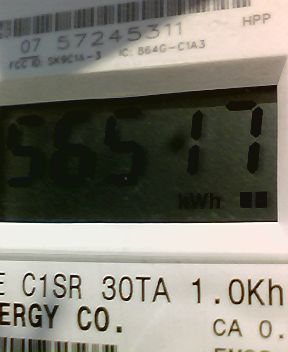 HPP
07 57245311
FCC ID: SK9C1A-3 IC: 864G-C1A3
56517
kWh
C1SR 30TA 1.0Kh
ERGY CO.
CA 0.